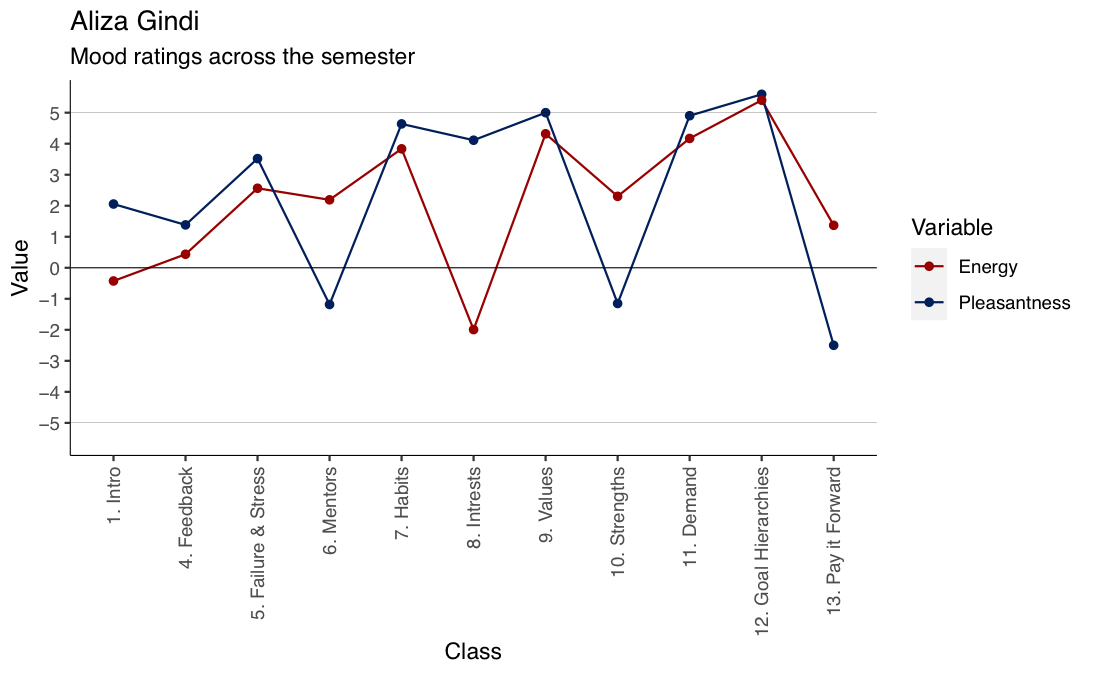 Aliza Gindi
Mood ratings across the semester
Value
5
4
3
2
1
0
−1
−2
−3
−4
−5
1. Intro
4. Feedback
5. Failure & Stress
6. Mentors
7. Habits
8. Intrests
9. Values
10. Strengths
11. Demand
12. Goal Hierarchies
13. Pay it Forward
Class
Variable
Energy
Pleasantness